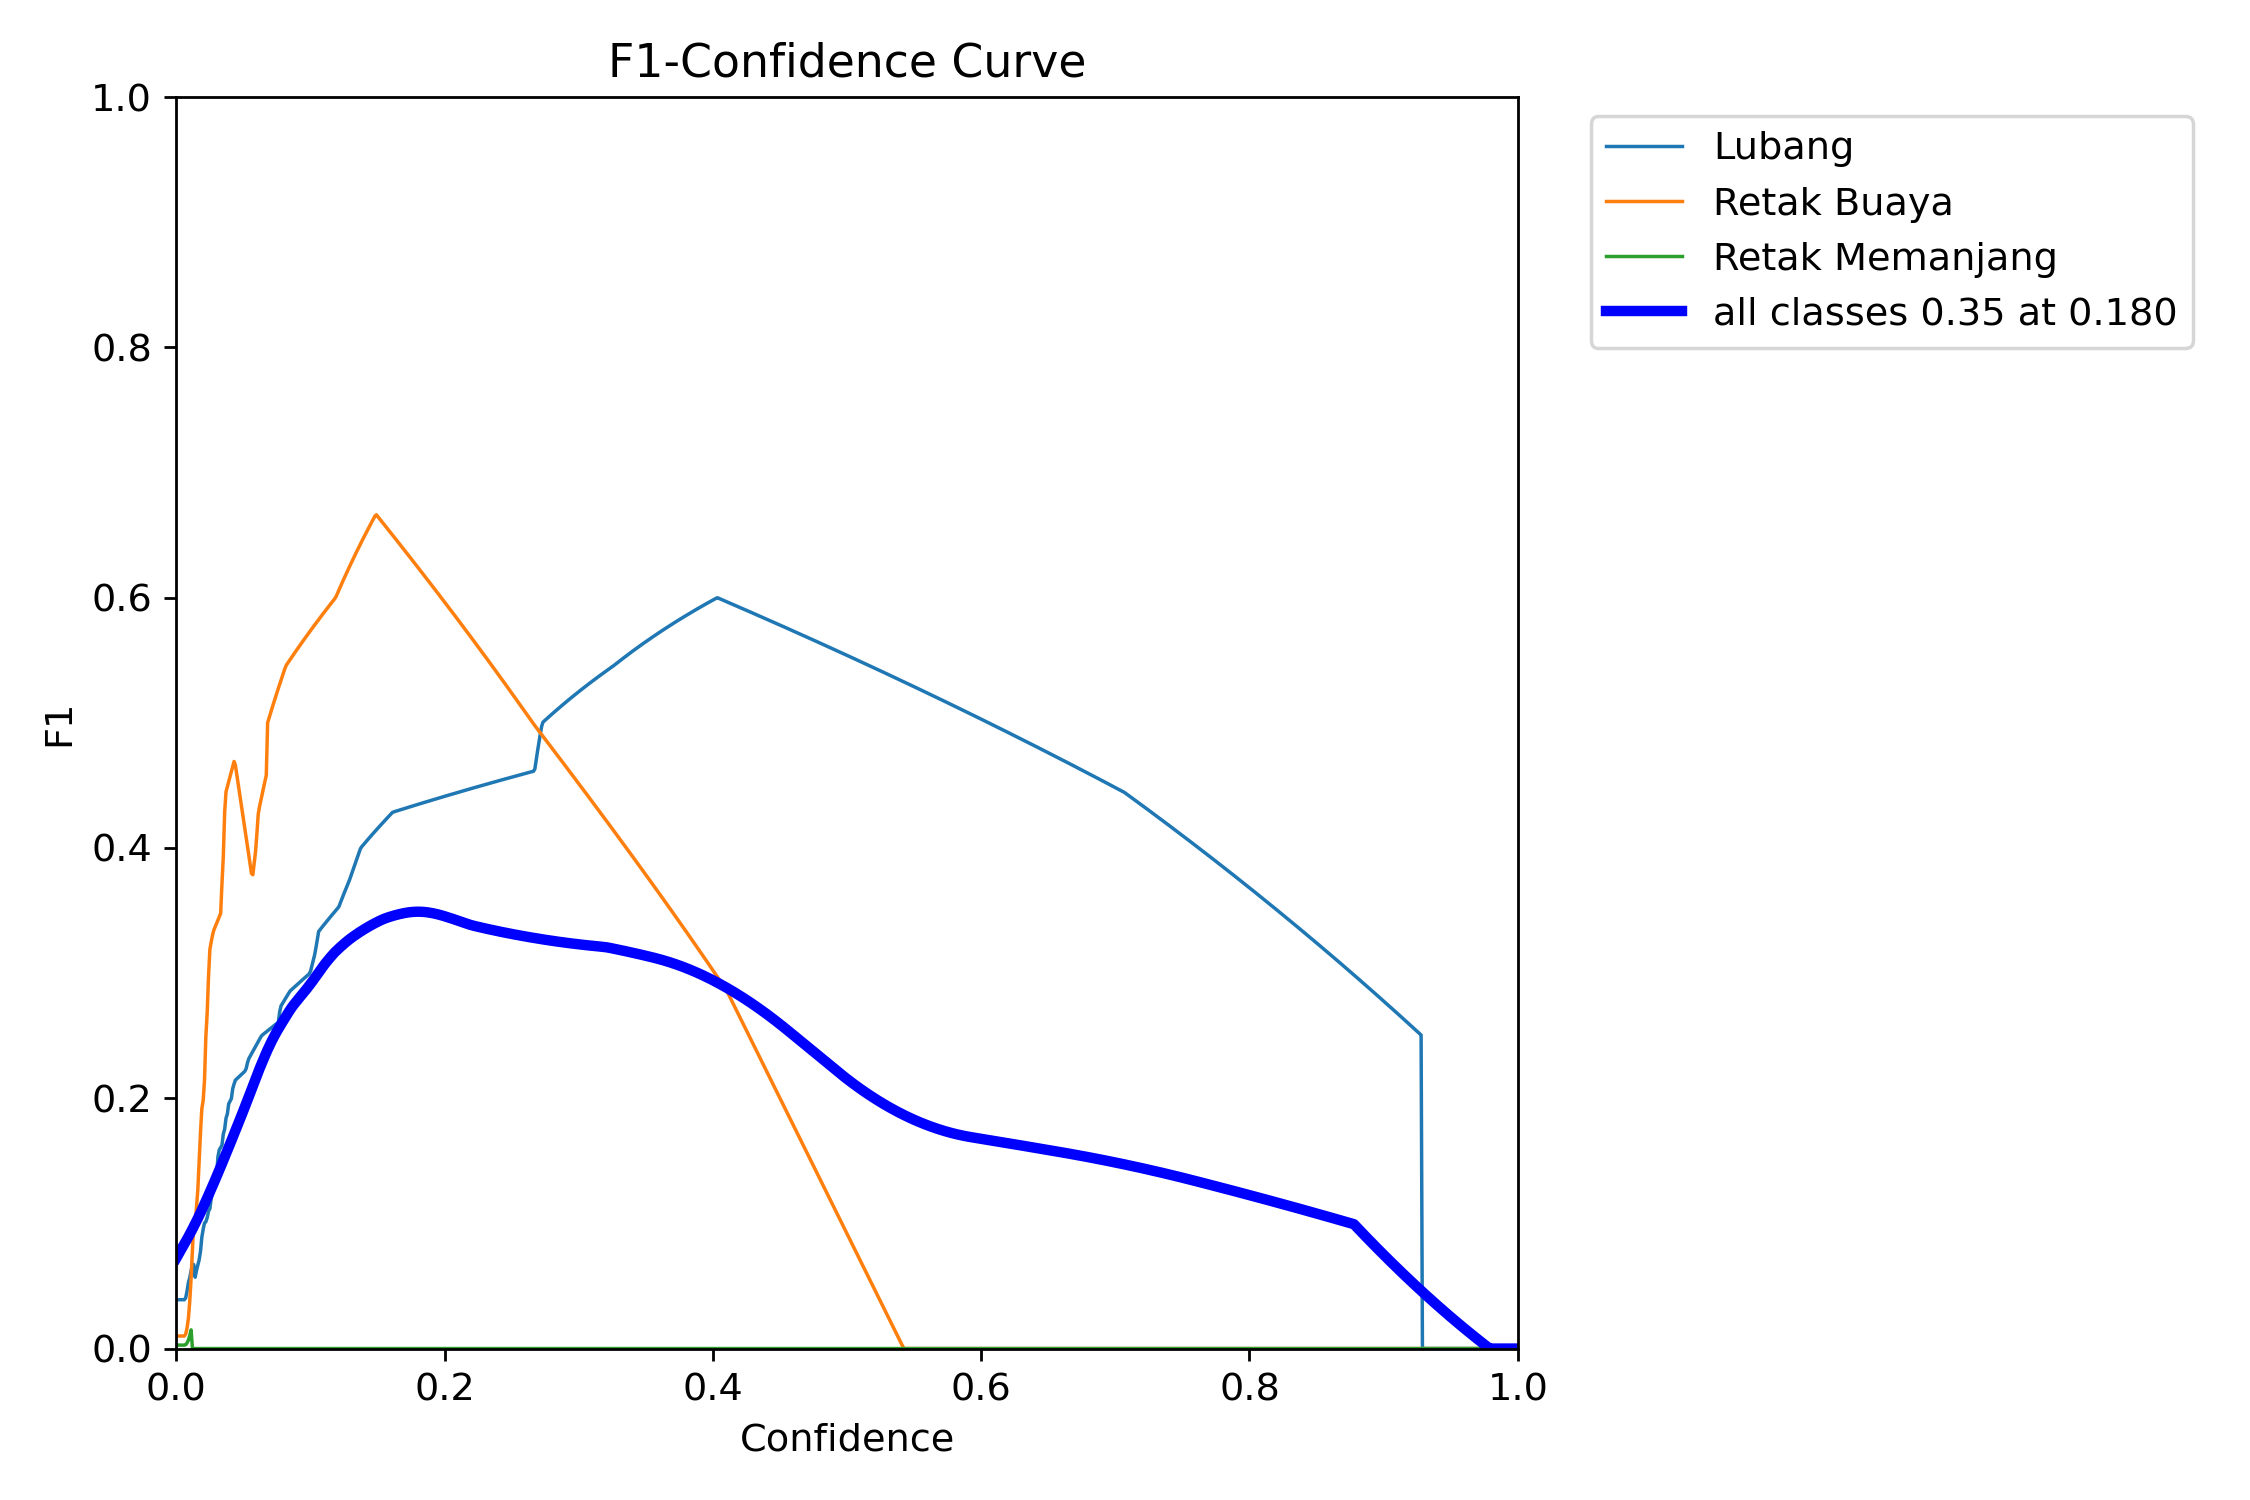 F1-Confidence Curve
1.0
0.8
0.6
0.4
0.2
0.0
F1
0.0 0.2 0.4 0.6 0.8 1.0
Confidence
Lubang
Retak Buaya
Retak Memanjang
all classes 0.35 at 0.180